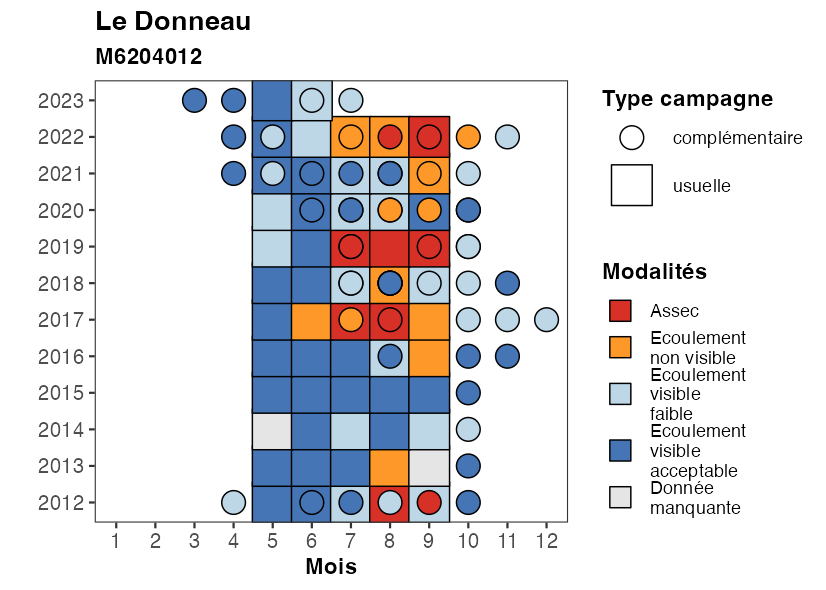 Le Donneau
M6204012
2023
2022
2021
2020
2019
2018
2017
2016
2015
2014
2013
2012
1 2 3 4 5 6 7 8 9 10 11 12
Mois
Type campagne
complémentaire
usuelle
Modalités
Assec
Ecoulement
non visible
Ecoulement
visible
faible
Ecoulement
visible
acceptable
Donnée
manquante